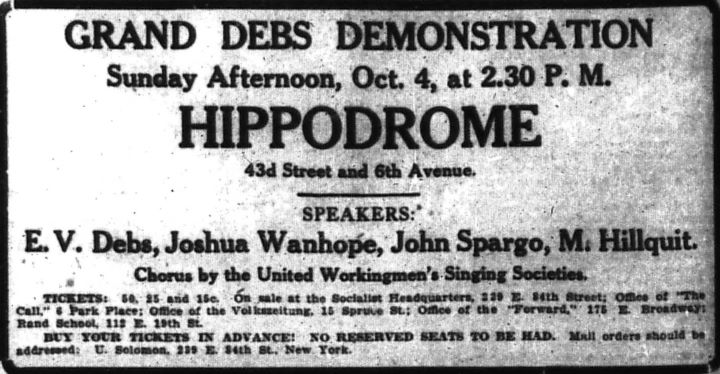 GRAND DEBS DEMONSTRATION
Sunday Afternoon, Oct. 4, at 2.30 P. M.
HIPPODROME
43d Street and 6th Avenue.
SPEAKERS:
E. V. Debs, Joshua Wanhope, John Spargo, M. Hillquit.
Chorus by the United Workingmen's Singing Societies.
TICKETS: 50, 25 and 15c. On sale at the Socialist Headquarters, 239 E. 84th Street; Office of "The
Call," 6 Park Place; Office of the Volkszeitung, 15 Spruce St.; Office of the "Forward," 175 E. Broadway;
Rand School, 112 E. 19th St.
BUY YOUR TICKETS IN ADVANCE! NO RESERVED SEATS TO BE HAD. Mail orders should be
addressed: U. Solomon, 239 E. 84th St., New York.